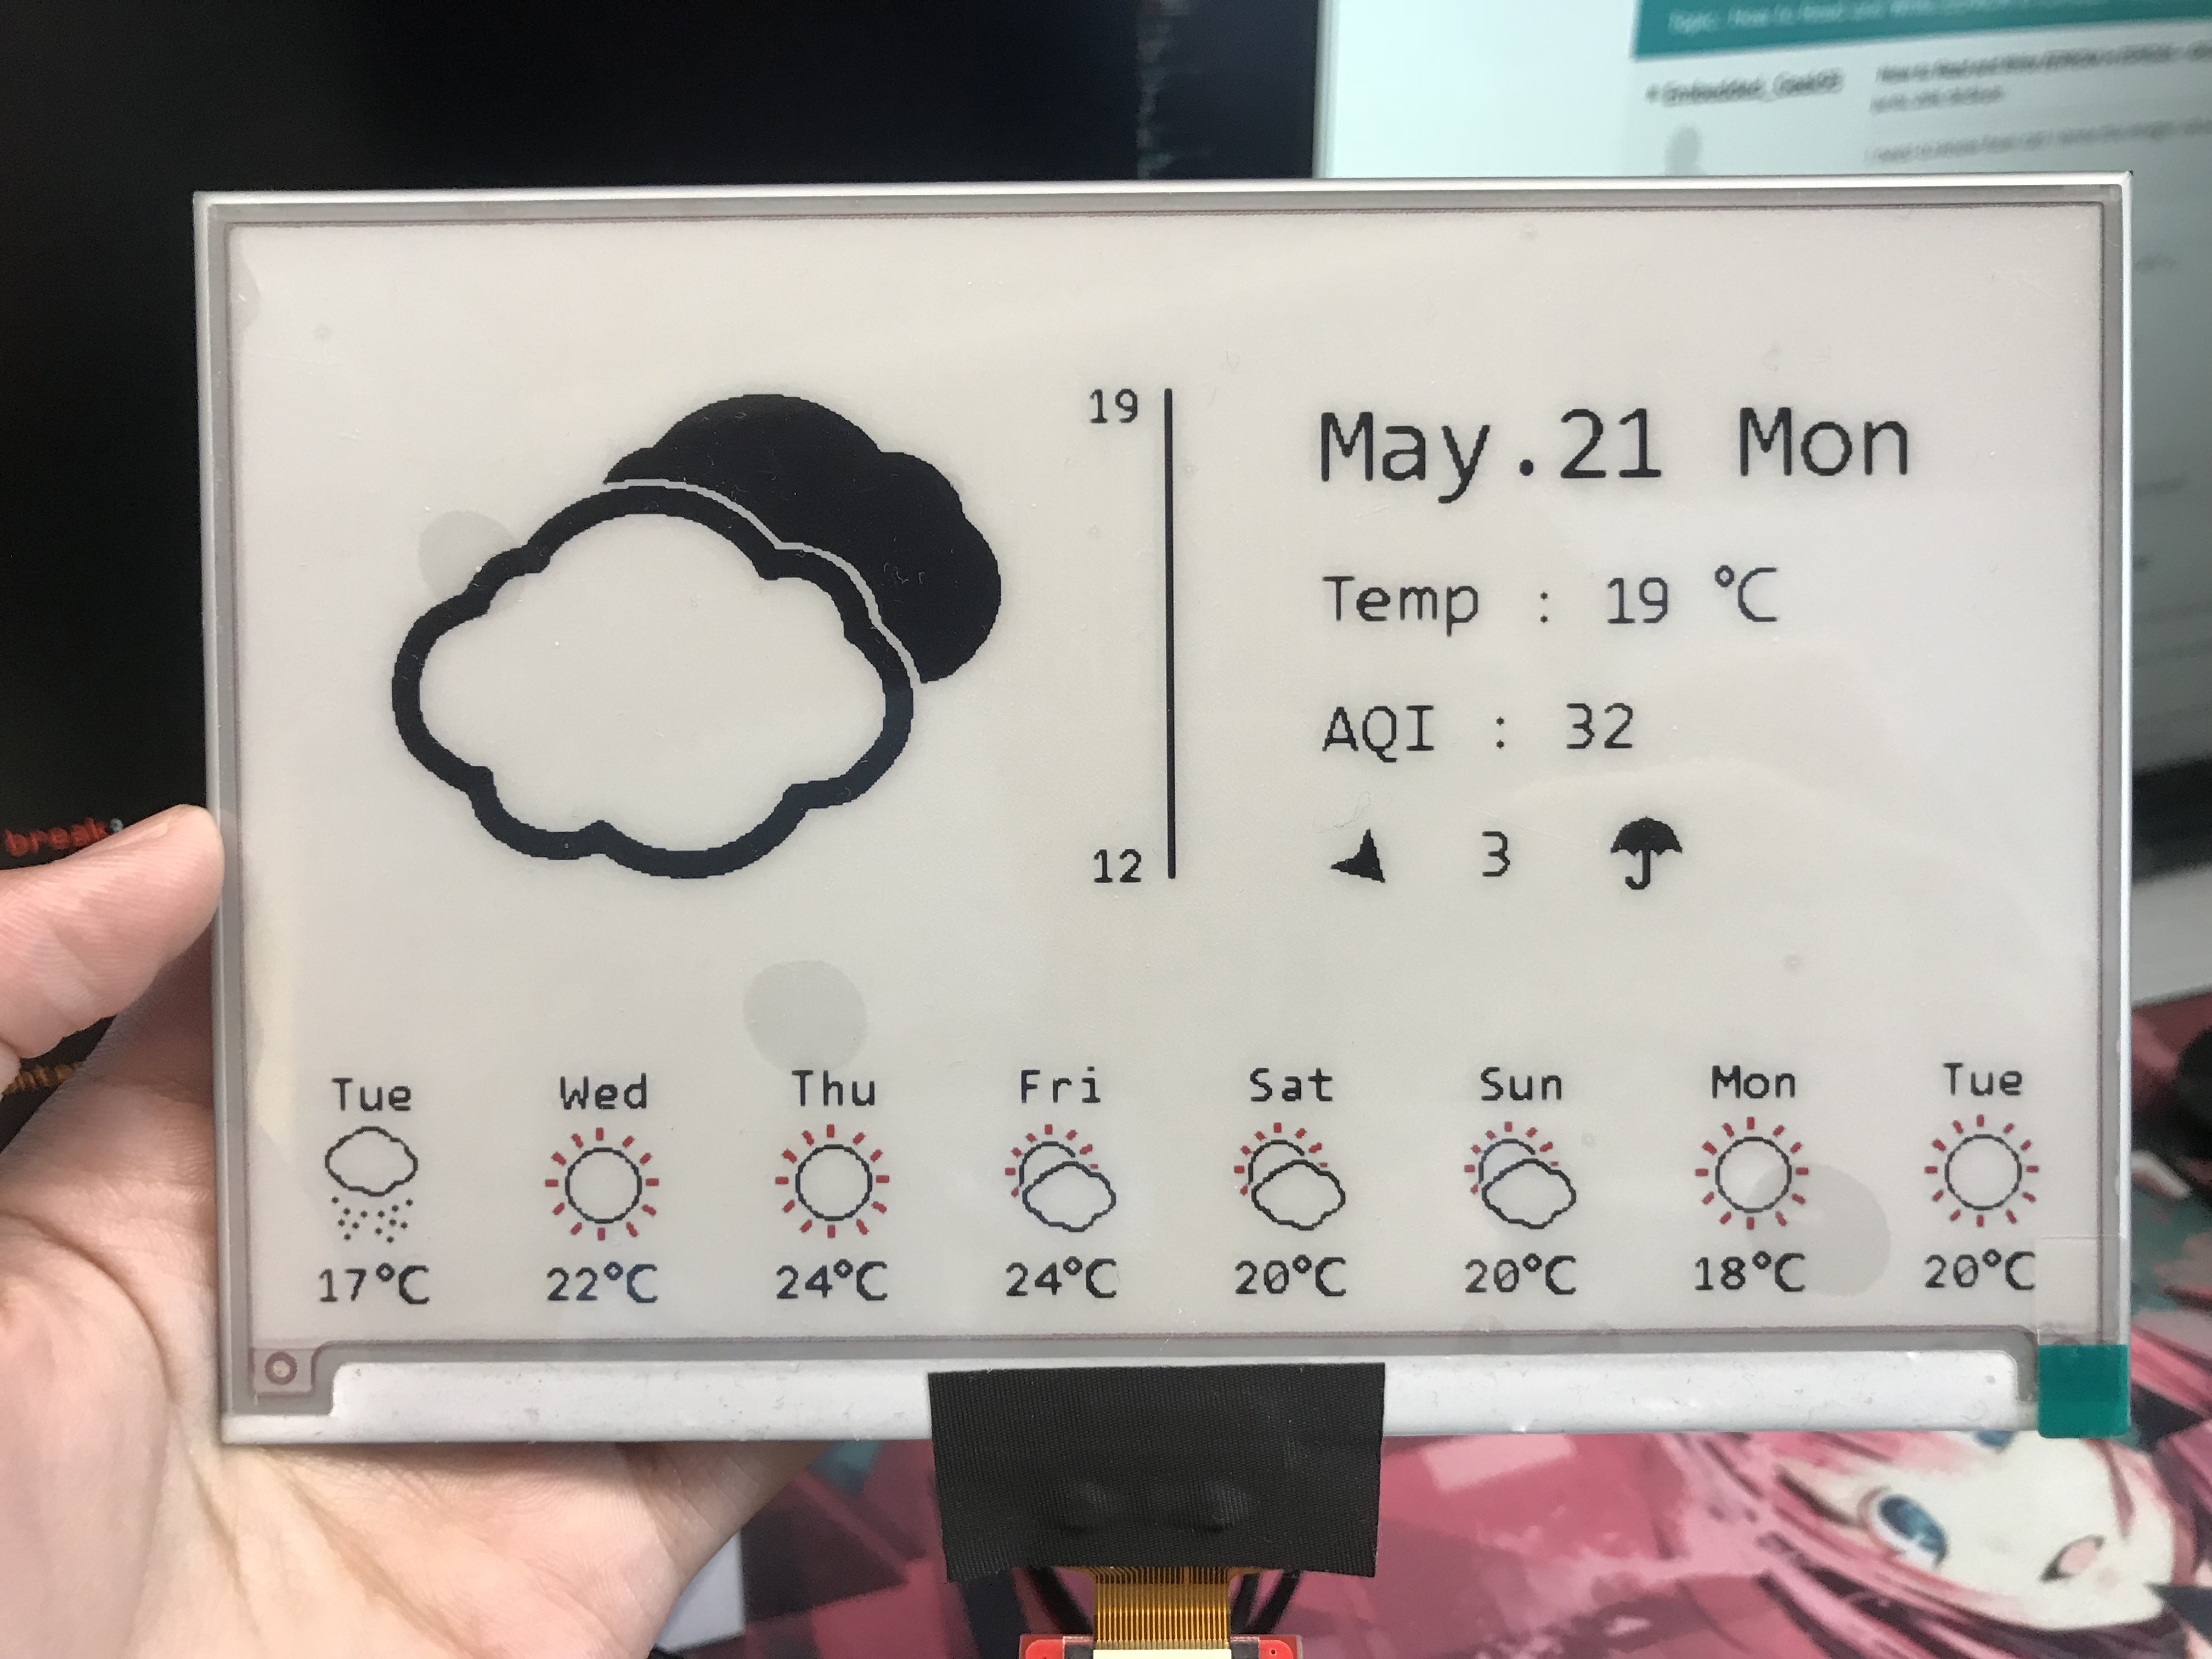 19
May.21 Mon
Temp : 19 °C
AQI : 32
12
3
Tue Wed Thu Fri Sat Sun Mon Tue
17°C 22°C 24°C 24°C 20°C 20°C 18°C 20°C
break